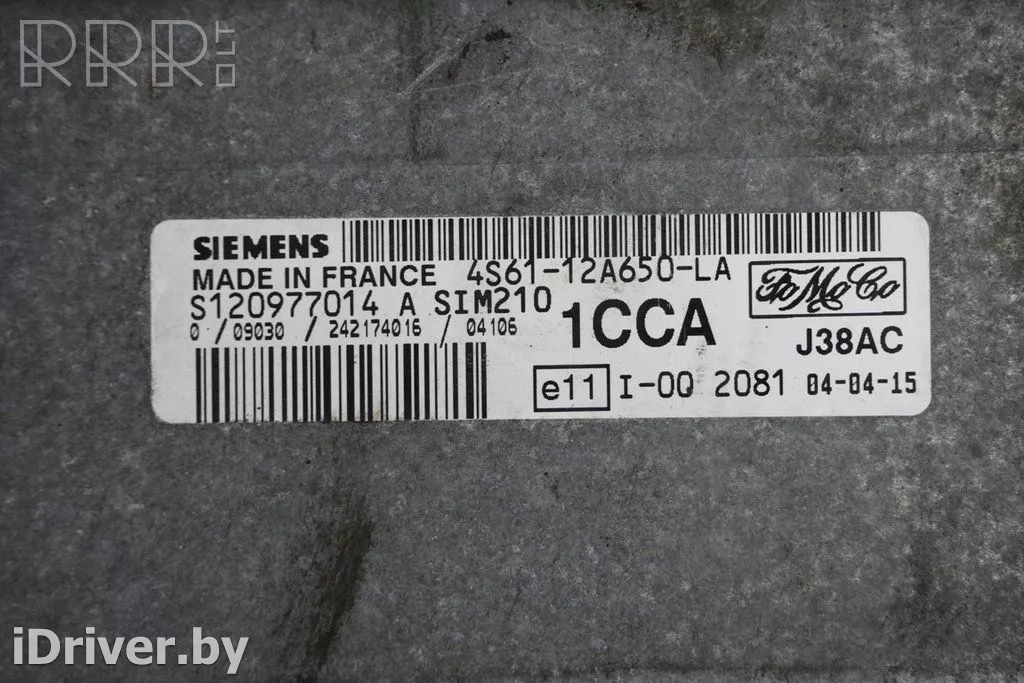 RRR.LT
SIEMENS
MADE IN FRANCE 4S61-12A650-LA
S120977014 A SIM210
0 / 09030 / 242174016 / 04106
1CCA
FoMoCo
J38AC
e11 I-00 2081 04-04-15
iDriver.by